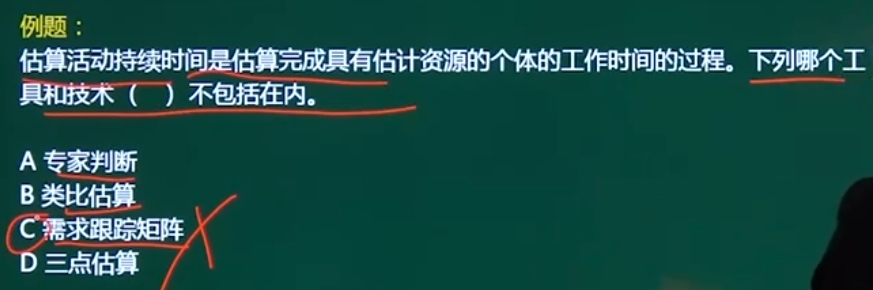 例题：
估算活动持续时间是估算完成具有估计资源的个体的工作时间的过程。下列哪个工
具和技术（ ）不包括在内。
A 专家判断
B 类比估算
C 需求跟踪矩阵
D 三点估算